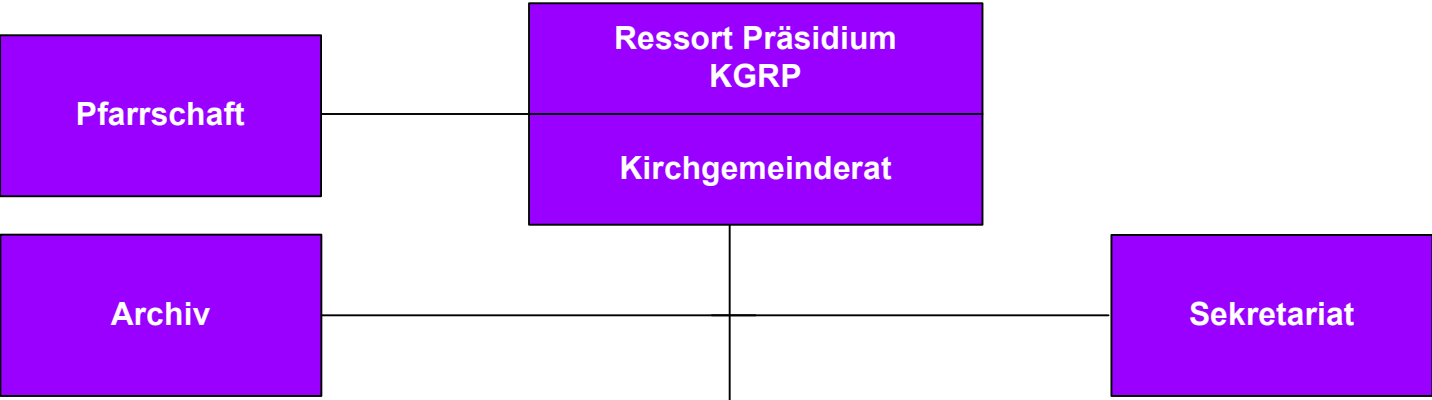 Ressort Präsidium
KGRP
Pfarrschaft
Kirchgemeinderat
Archiv
Sekretariat